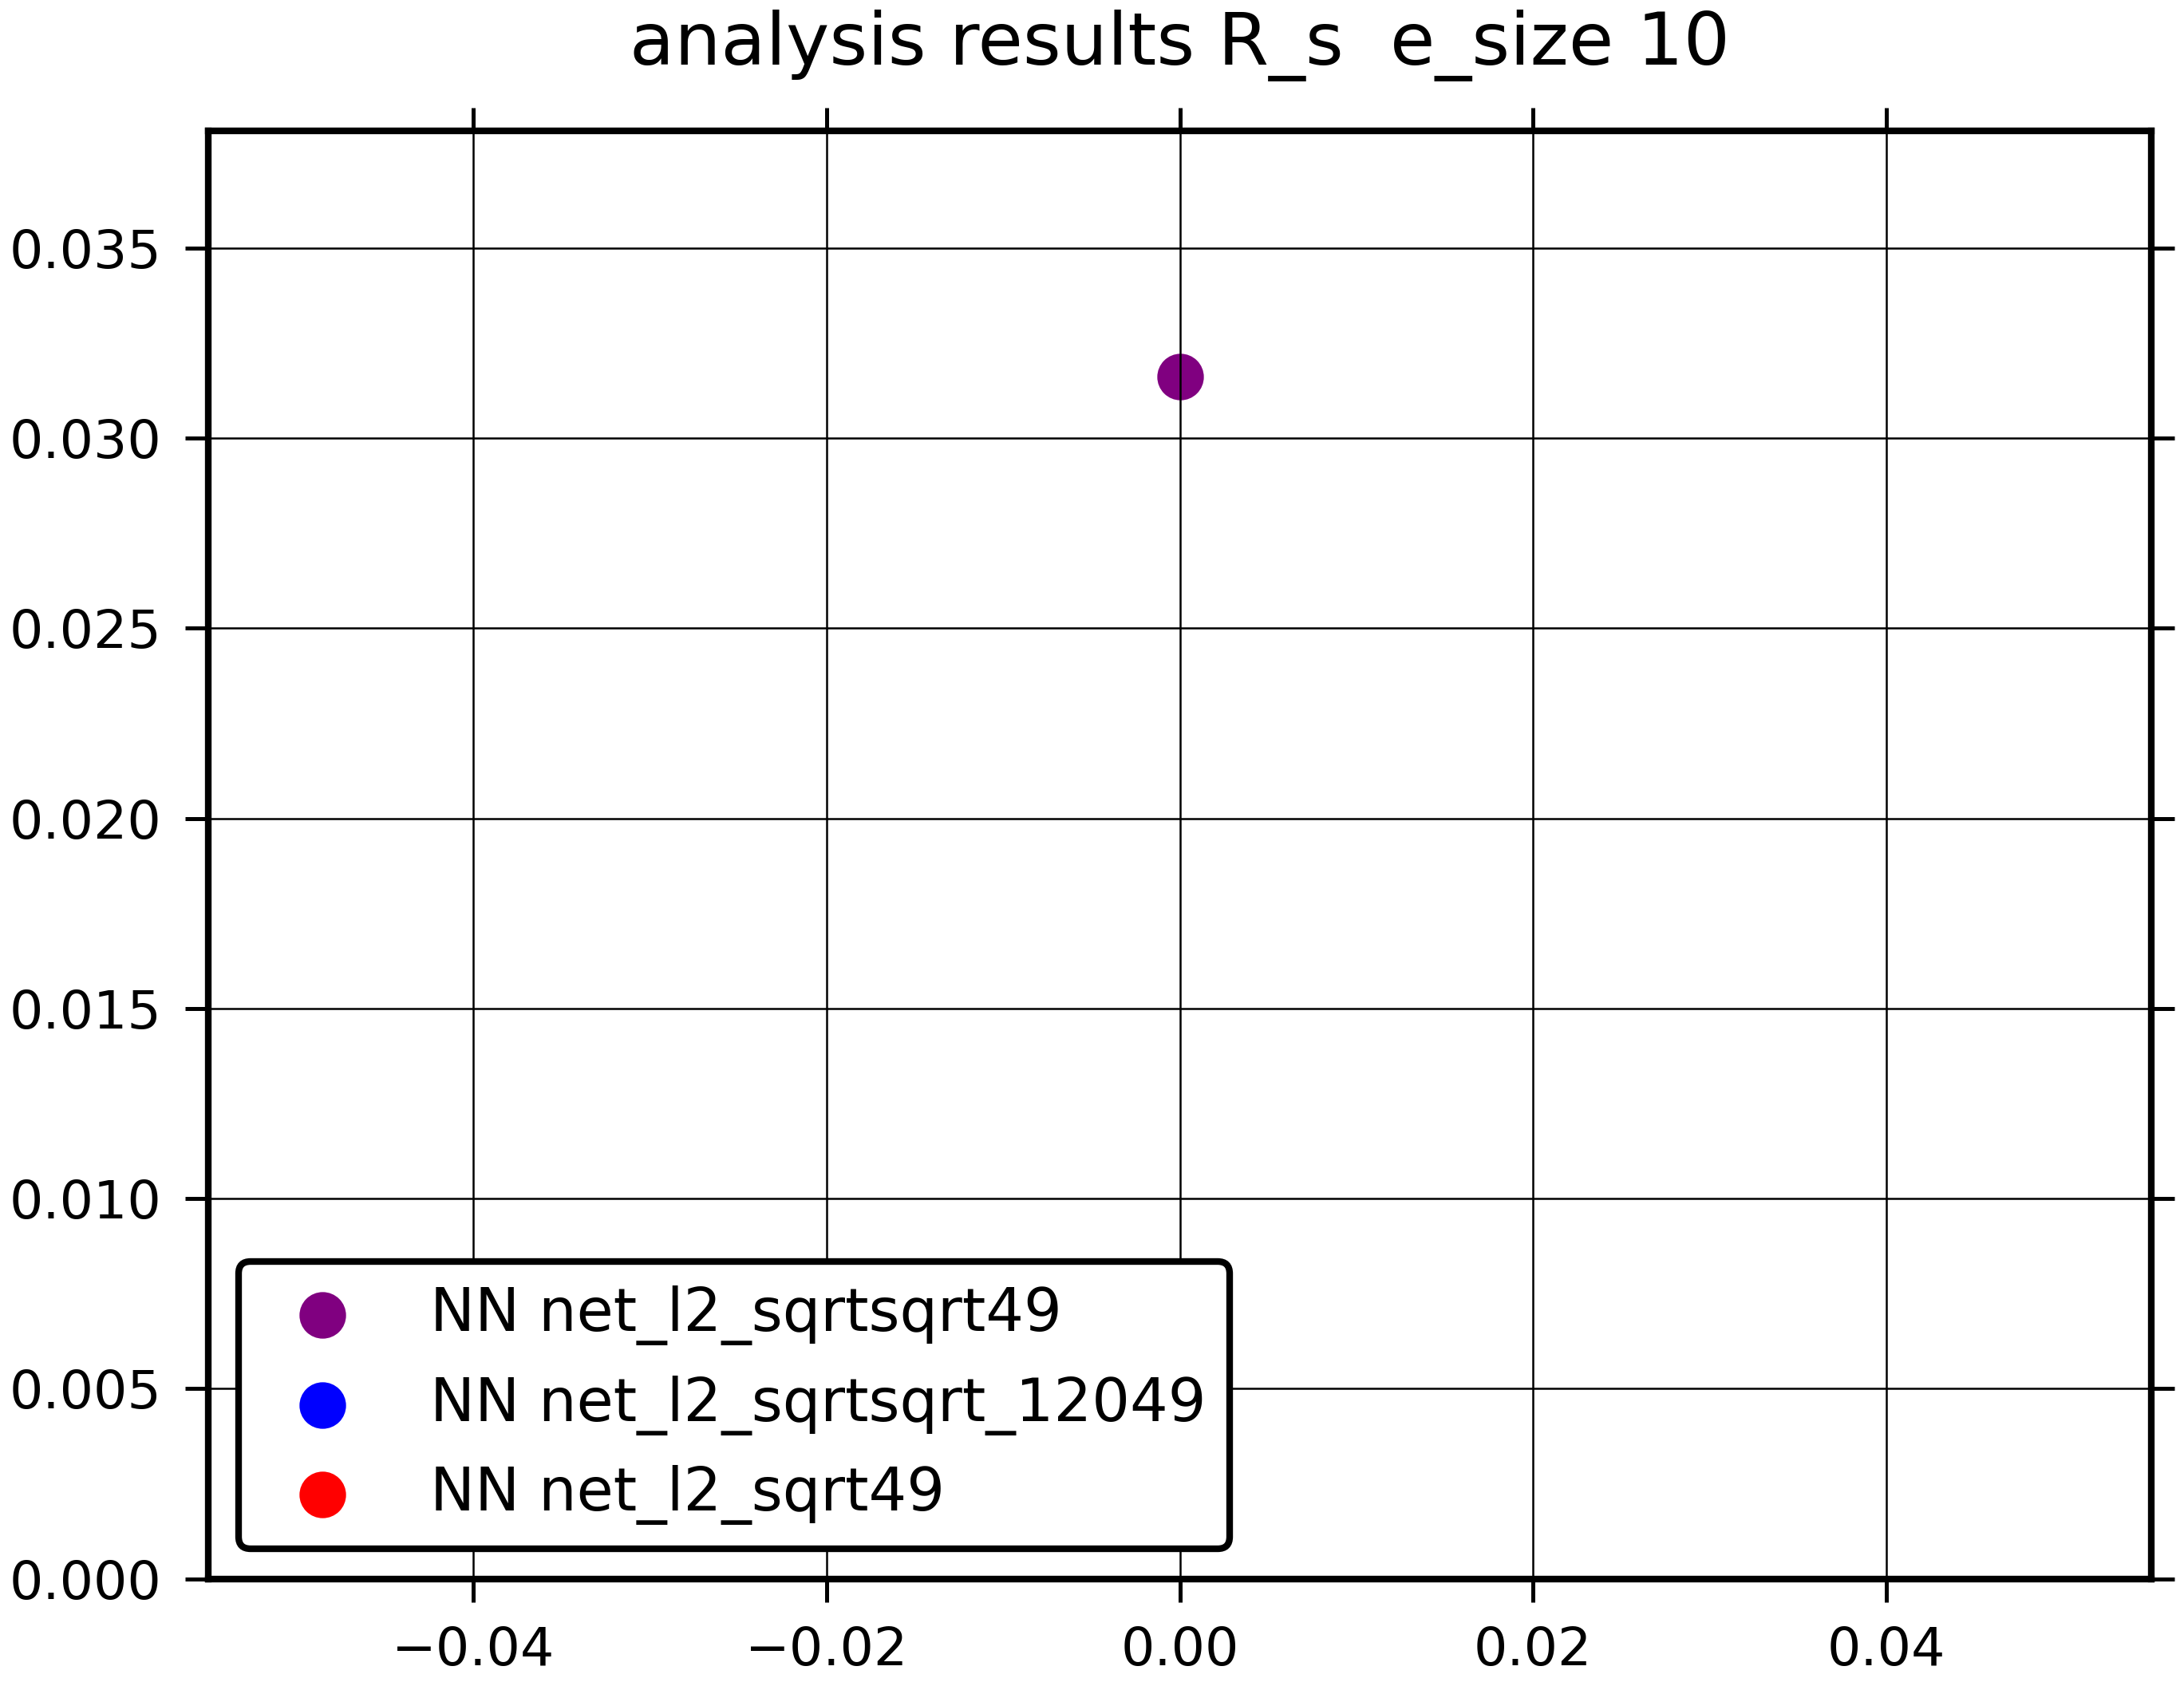 analysis results R_s  e_size 10
0.035
0.030
0.025
0.020
0.015
0.010
0.005
0.000
NN net_l2_sqrtsqrt49
NN net_l2_sqrtsqrt_12049
NN net_l2_sqrt49
−0.04 −0.02 0.00 0.02 0.04